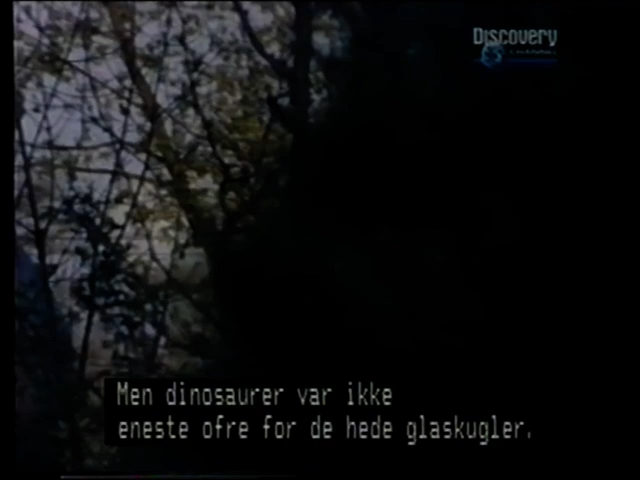 Discovery
Men dinosaurer var ikke
eneste ofre for de hede glaskugler.